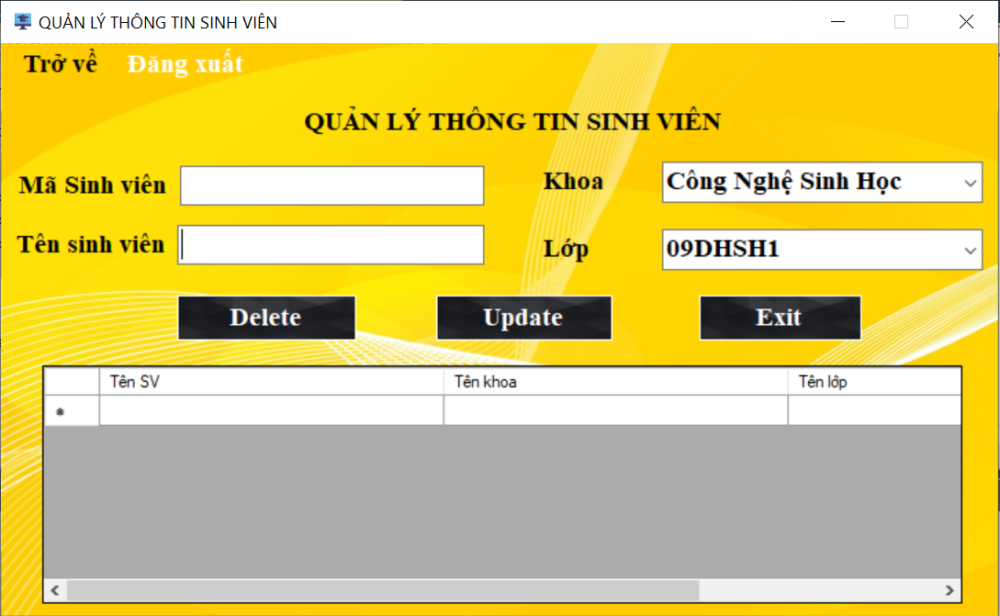 QUẢN LÝ THÔNG TIN SINH VIÊN
Trở về Đăng xuất
QUẢN LÝ THÔNG TIN SINH VIÊN
Mã Sinh viên Khoa Công Nghệ Sinh Học
Tên sinh viên Lớp 09DHSH1
Delete Update Exit
Tên SV Tên khoa Tên lớp